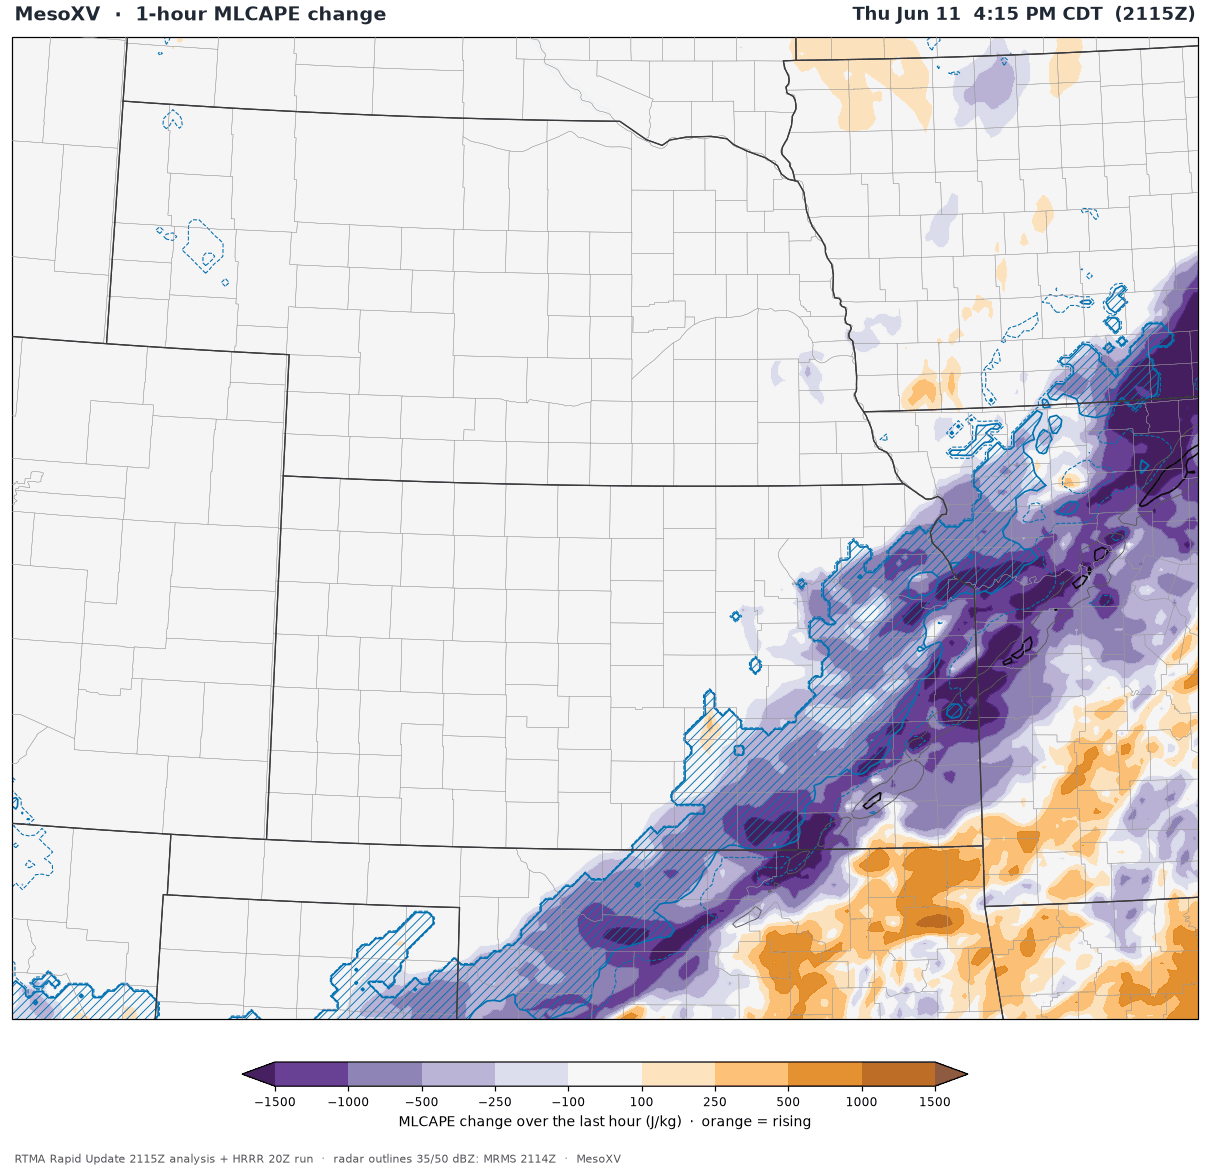 MesoXV · 1-hour MLCAPE change
Thu Jun 11 4:15 PM CDT (2115Z)
−1500 −1000 −500 −250 −100 100 250 500 1000 1500
MLCAPE change over the last hour (J/kg) · orange = rising
RTMA Rapid Update 2115Z analysis + HRRR 20Z run · radar outlines 35/50 dBZ: MRMS 2114Z · MesoXV